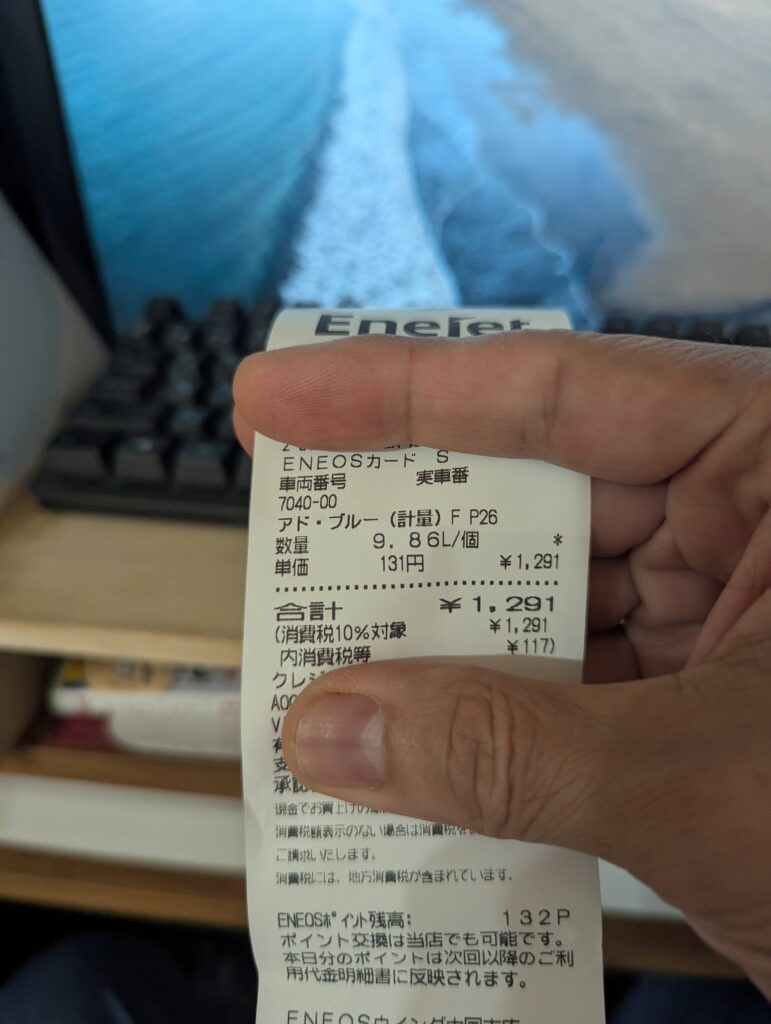 EneJet
ENEOSカード S
車両番号 実車番
7040-00
アド・ブルー (計量) F P26
数量 9.86L/個 *
単価 131円 ¥1,291
合計 ¥1,291
(消費税10%対象 ¥1,291
内消費税等 ¥117)
クレジ
承認
現金でお買上げの
消費税額表示のない場合は消費税を
ご請求いたします。
消費税には、地方消費税が含まれています。
ENEOSポイント残高: 132P
ポイント交換は当店でも可能です。
本日分のポイントは次回以降のご利
用代金明細書に反映されます。